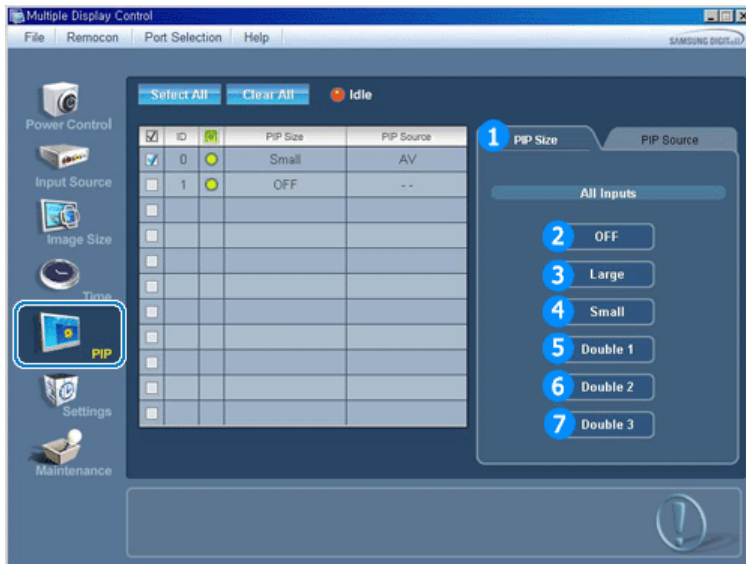 Multiple Display Control
File Remocon Port Selection Help
SAMSUNG DIGITall
Select All Clear All Idle
Power Control
Input Source
Image Size
Time
PIP
Settings
Maintenance
ID PIP Size PIP Source
0 Small AV
1 OFF - -
1 PIP Size PIP Source
All Inputs
2 OFF
3 Large
4 Small
5 Double 1
6 Double 2
7 Double 3